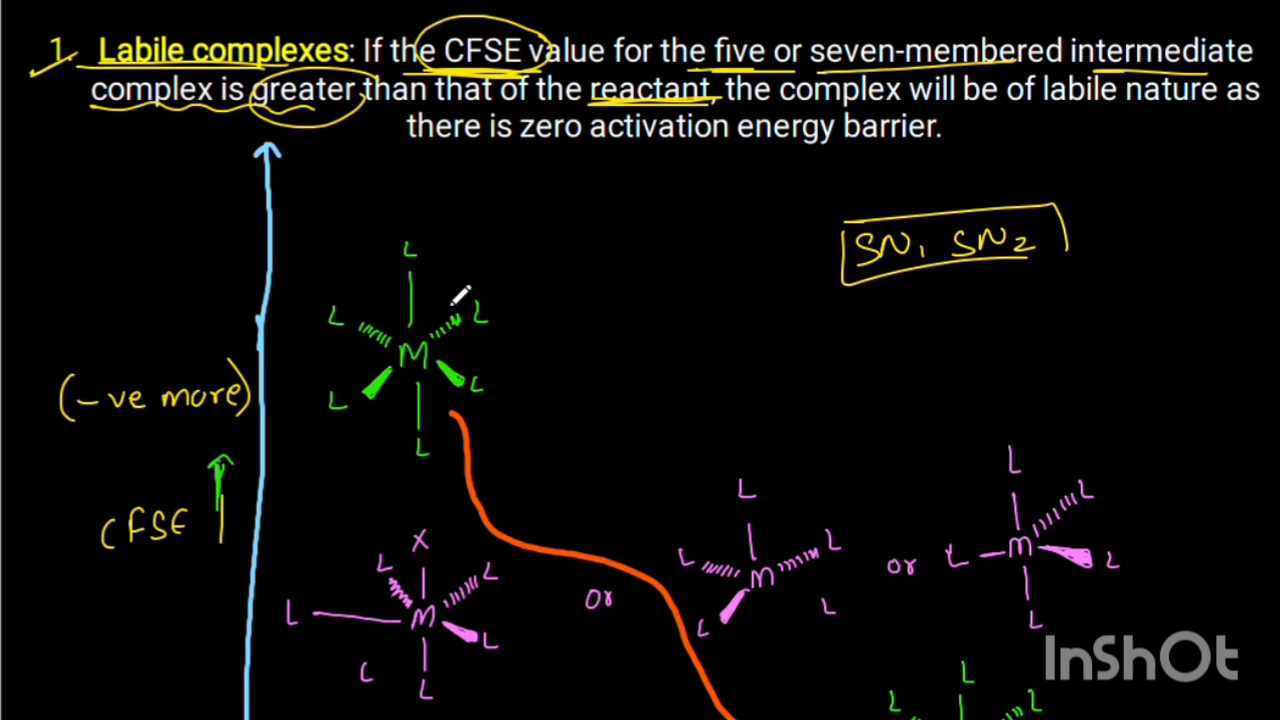 1. Labile complexes: If the CFSE value for the five or seven-membered intermediate
complex is greater than that of the reactant, the complex will be of labile nature as
there is zero activation energy barrier.
SN1 SN2
L
L L
M
L L
L
(-ve more)
CFSE ↑
X
L L
L M
L
L
L
or
L
L L
M
L L
or
L
L
L M L
L
InShOt
L
L L